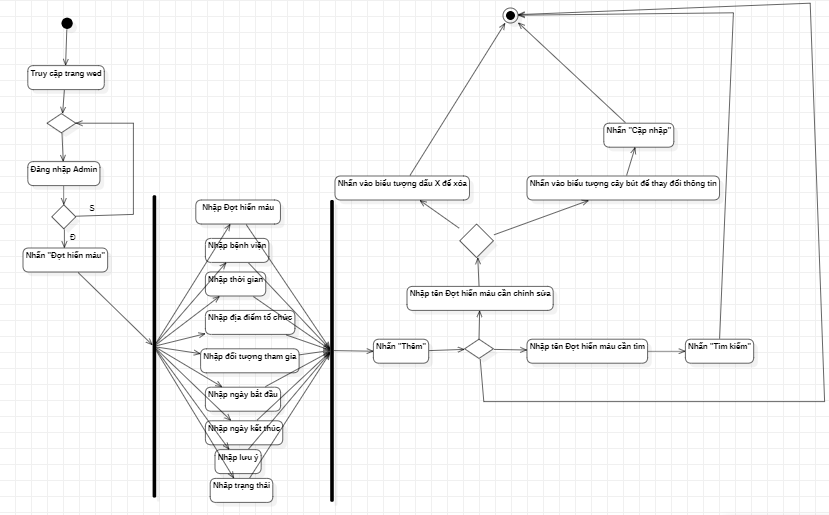 Truy cập trang wed
Đăng nhập Admin
S
Đ
Nhấn "Đợt hiến máu"
Nhập Đợt hiến máu
Nhập bệnh viện
Nhập thời gian
Nhập địa điểm tổ chức
Nhập đối tượng tham gia
Nhập ngày bắt đầu
Nhập ngày kết thúc
Nhập lưu ý
Nhập trạng thái
Nhấn "Thêm"
Nhập tên Đợt hiến máu cần tìm
Nhấn "Tìm kiếm"
Nhập tên Đợt hiến máu cần chỉnh sửa
Nhấn vào biểu tượng dấu X để xóa
Nhấn vào biểu tượng cây bút để thay đổi thông tin
Nhấn "Cập nhập"